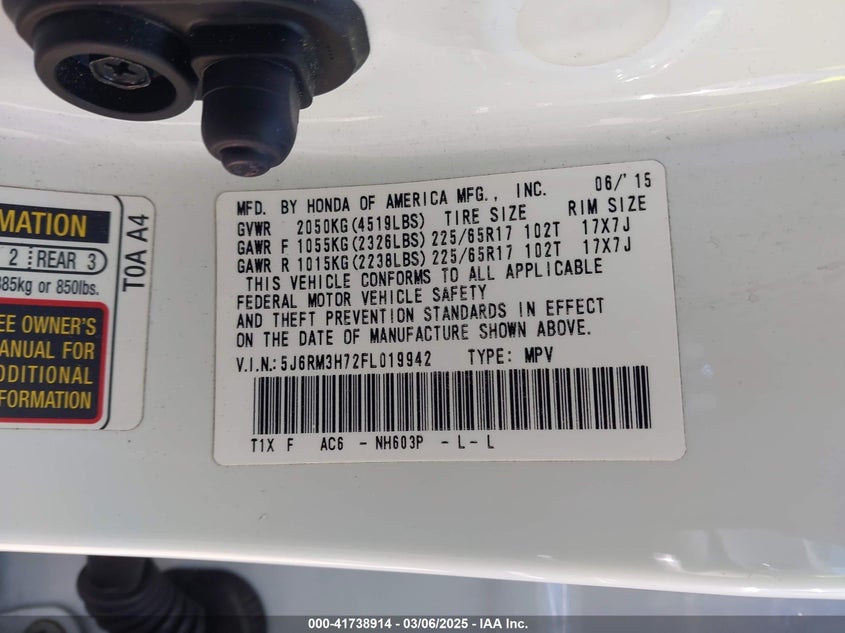 MATION
2 REAR 3
385kg or 850lbs.
EE OWNER'S
ANUAL FOR
DDITIONAL
FORMATION
T0A A4
MFD. BY HONDA OF AMERICA MFG., INC. 06/'15
GVWR 2050KG(4519LBS) TIRE SIZE RIM SIZE
GAWR F 1055KG(2326LBS) 225/65R17 102T 17X7J
GAWR R 1015KG(2238LBS) 225/65R17 102T 17X7J
THIS VEHICLE CONFORMS TO ALL APPLICABLE
FEDERAL MOTOR VEHICLE SAFETY
AND THEFT PREVENTION STANDARDS IN EFFECT
ON THE DATE OF MANUFACTURE SHOWN ABOVE.
V.I.N.: 5J6RM3H72FL019942 TYPE: MPV
T1X F AC6 - NH603P - L - L
000-41738914 - 03/06/2025 - IAA Inc.